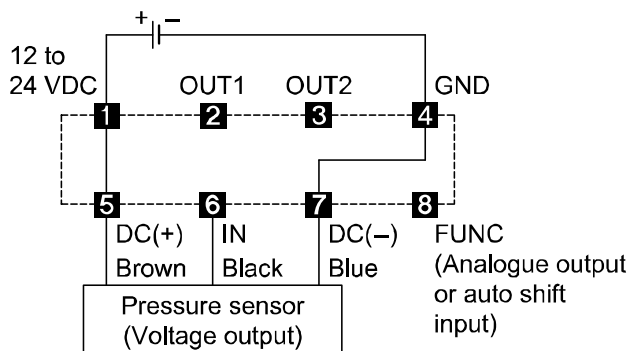 + −
12 to
24 VDC OUT1 OUT2 GND
1 2 3 4
5 6 7 8
DC(+) IN DC(−) FUNC
Brown Black Blue (Analogue output
or auto shift
input)
Pressure sensor
(Voltage output)